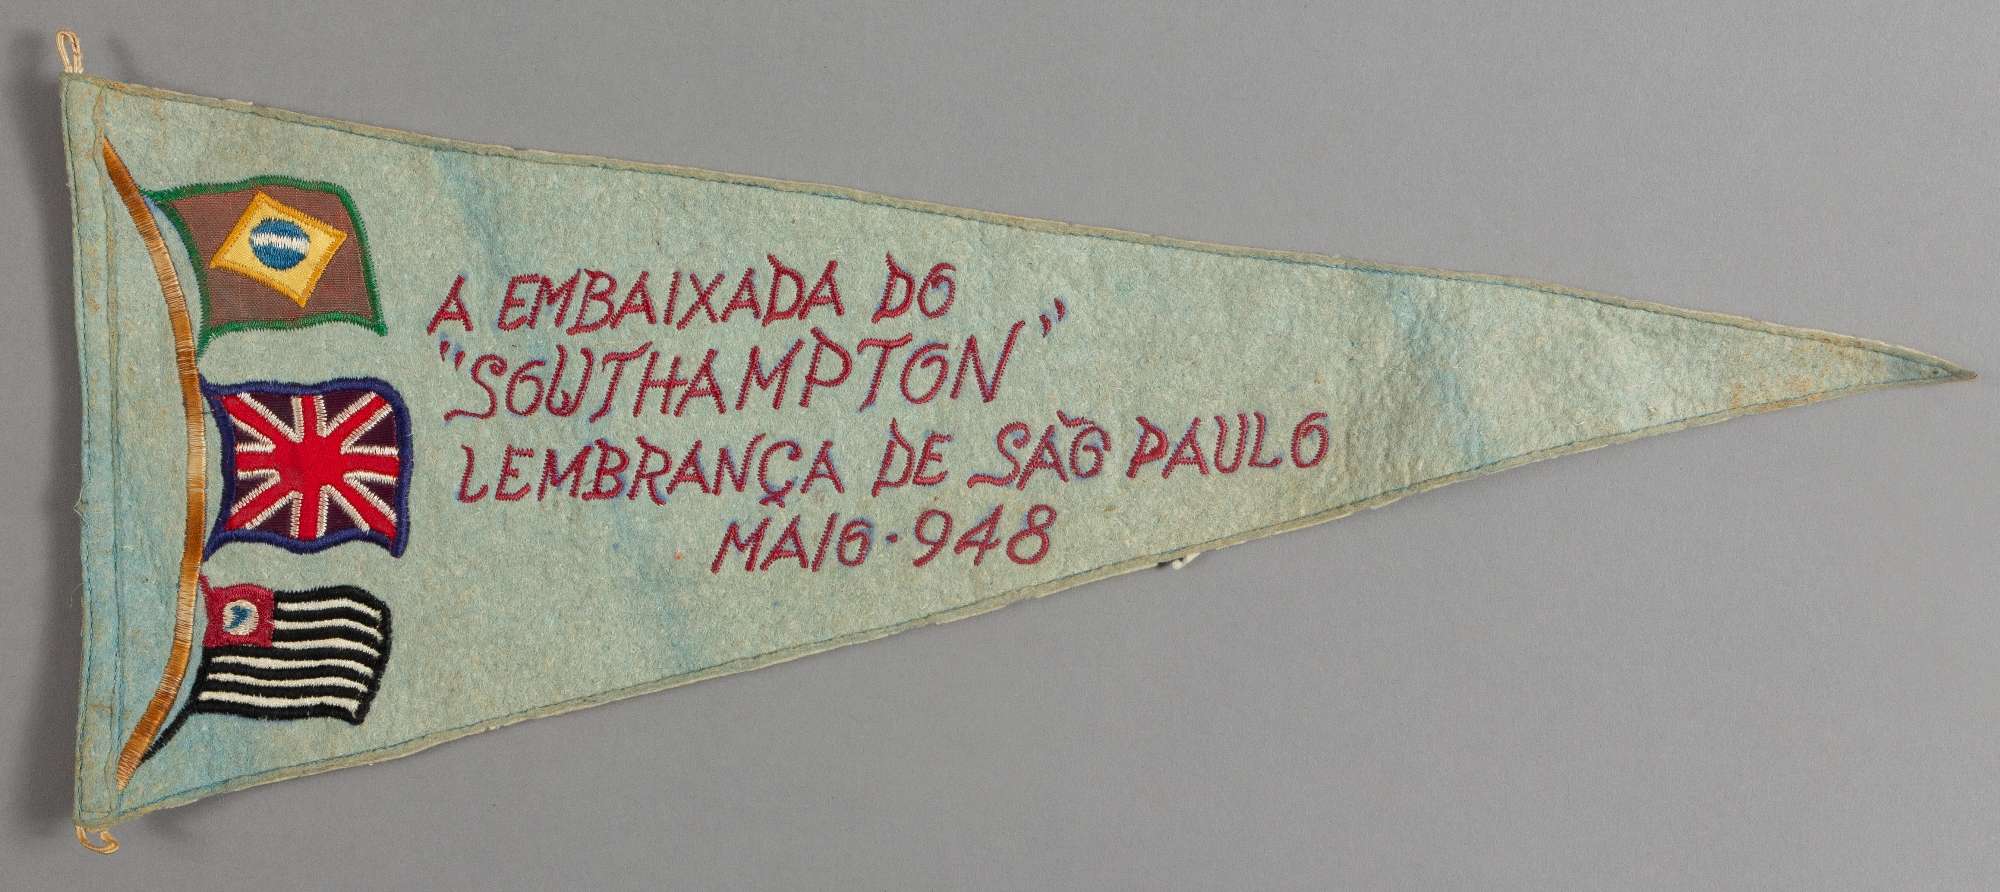 A EMBAIXADA DO
"SOUTHAMPTON"
LEMBRANÇA DE SÃO PAULO
MAIO·948